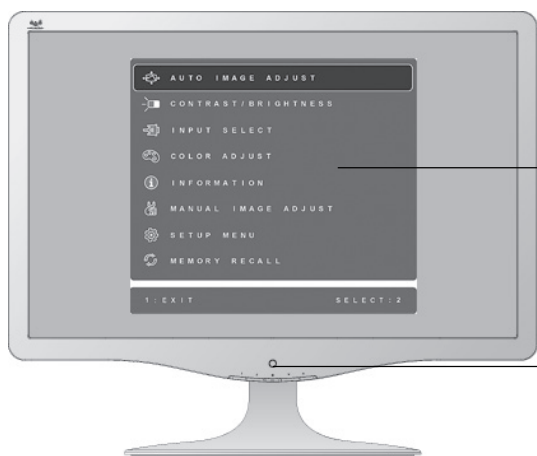 AUTO IMAGE ADJUST
CONTRAST/BRIGHTNESS
INPUT SELECT
COLOR ADJUST
INFORMATION
MANUAL IMAGE ADJUST
SETUP MENU
MEMORY RECALL
1:EXIT SELECT:2